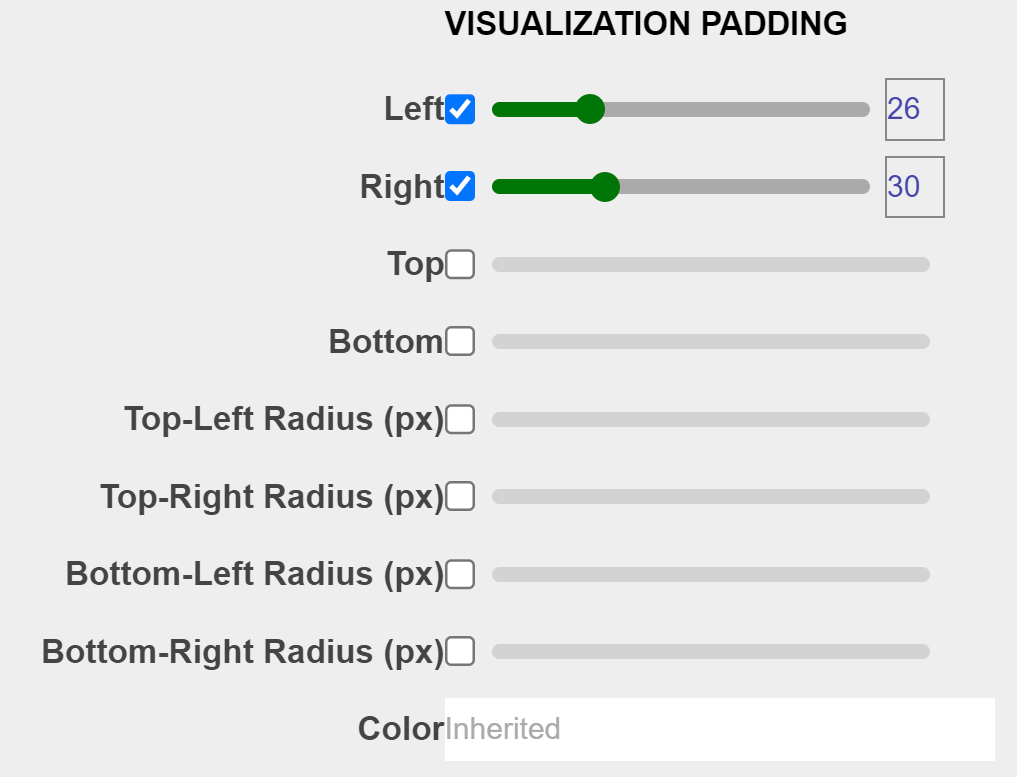 VISUALIZATION PADDING
Left 26
Right 30
Top
Bottom
Top-Left Radius (px)
Top-Right Radius (px)
Bottom-Left Radius (px)
Bottom-Right Radius (px)
Color Inherited